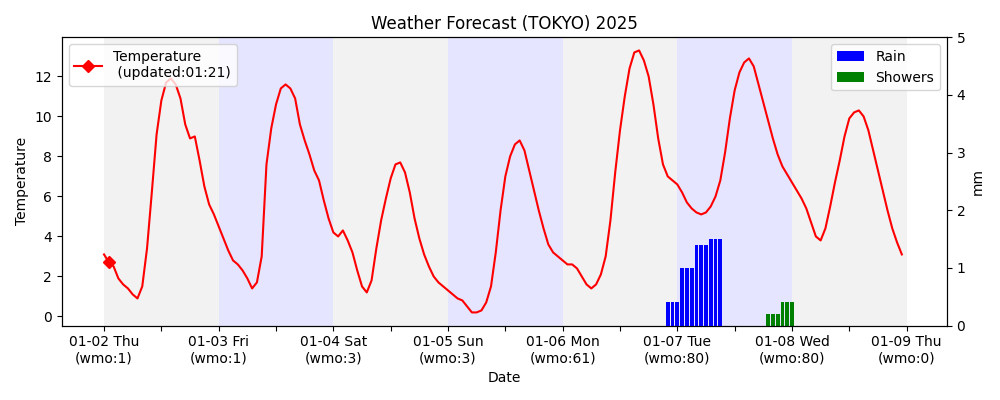 Weather Forecast (TOKYO) 2025
Temperature
(updated:01:21)
Rain
Showers
Temperature
12
10
8
6
4
2
0
5
4
3
2
1
0
mm
01-02 Thu
(wmo:1)
01-03 Fri
(wmo:1)
01-04 Sat
(wmo:3)
01-05 Sun
(wmo:3)
01-06 Mon
(wmo:61)
01-07 Tue
(wmo:80)
01-08 Wed
(wmo:80)
01-09 Thu
(wmo:0)
Date